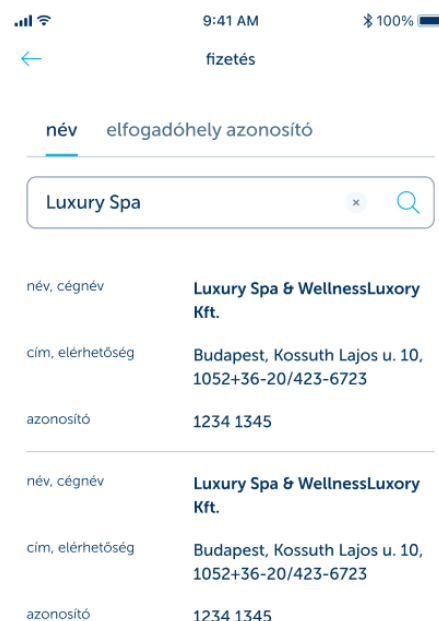 9:41 AM
100%
fizetés
név elfogadóhely azonosító
Luxury Spa
név, cégnév Luxury Spa & WellnessLuxory
Kft.
cím, elérhetőség Budapest, Kossuth Lajos u. 10,
1052+36-20/423-6723
azonosító 1234 1345
név, cégnév Luxury Spa & WellnessLuxory
Kft.
cím, elérhetőség Budapest, Kossuth Lajos u. 10,
1052+36-20/423-6723
azonosító 1234 1345